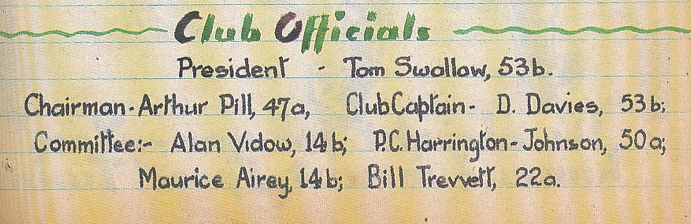 Club Officials
President - Tom Swallow, 53b.
Chairman - Arthur Pill, 47a, Club Captain - D. Davies, 53b;
Committee:- Alan Vidow, 14b; P.C. Harrington-Johnson, 50a;
Maurice Airey, 14b; Bill Trevvett, 22a.